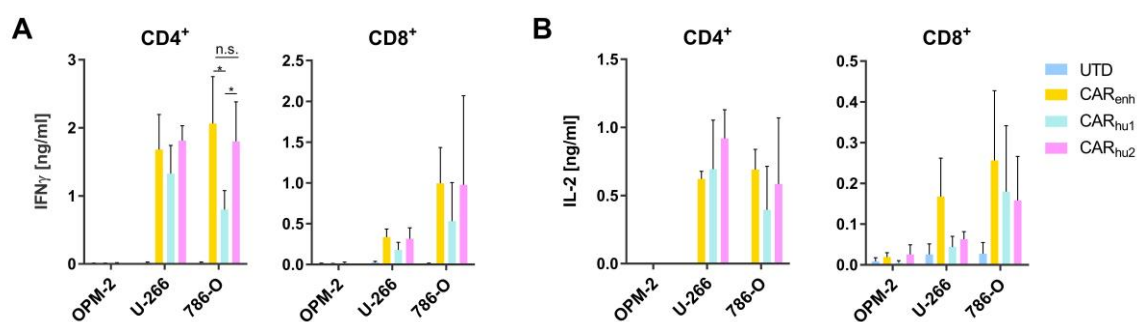 A
CD4⁺
IFNγ [ng/ml]
3
2
1
0
n.s.
*
*
OPM-2
U-266
786-O
CD8⁺
2.5
2.0
1.5
1.0
0.5
0.0
OPM-2
U-266
786-O
B
CD4⁺
IL-2 [ng/ml]
1.5
1.0
0.5
0.0
OPM-2
U-266
786-O
CD8⁺
0.5
0.4
0.3
0.2
0.1
0.0
OPM-2
U-266
786-O
UTD
CARenh
CARhu1
CARhu2